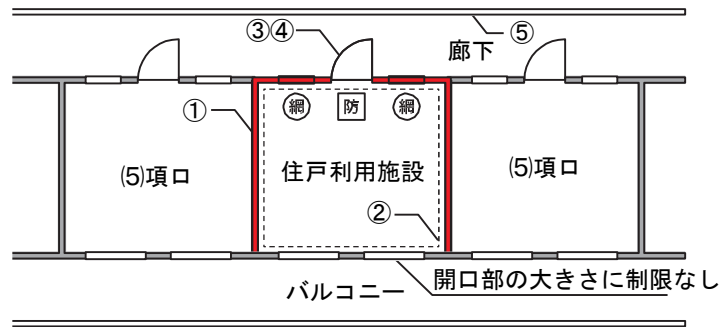 ③④
⑤
廊下
①
網
防
網
⑸項ロ
住戸利用施設
⑸項ロ
②
開口部の大きさに制限なし
バルコニー